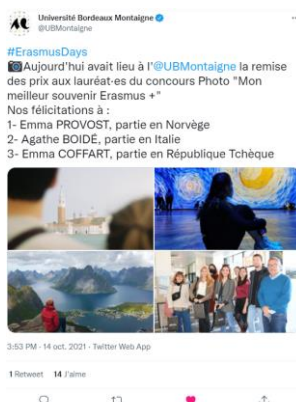 Université Bordeaux Montaigne
@UBMontaigne
#ErasmusDays
Aujourd'hui avait lieu à l'@UBMontaigne la remise
des prix aux lauréat·es du concours Photo "Mon
meilleur souvenir Erasmus +"
Nos félicitations à :
1- Emma PROVOST, partie en Norvège
2- Agathe BOIDÉ, partie en Italie
3- Emma COFFART, partie en République Tchèque
3:53 PM · 14 oct. 2021 · Twitter Web App
1 Retweet 14 J'aime